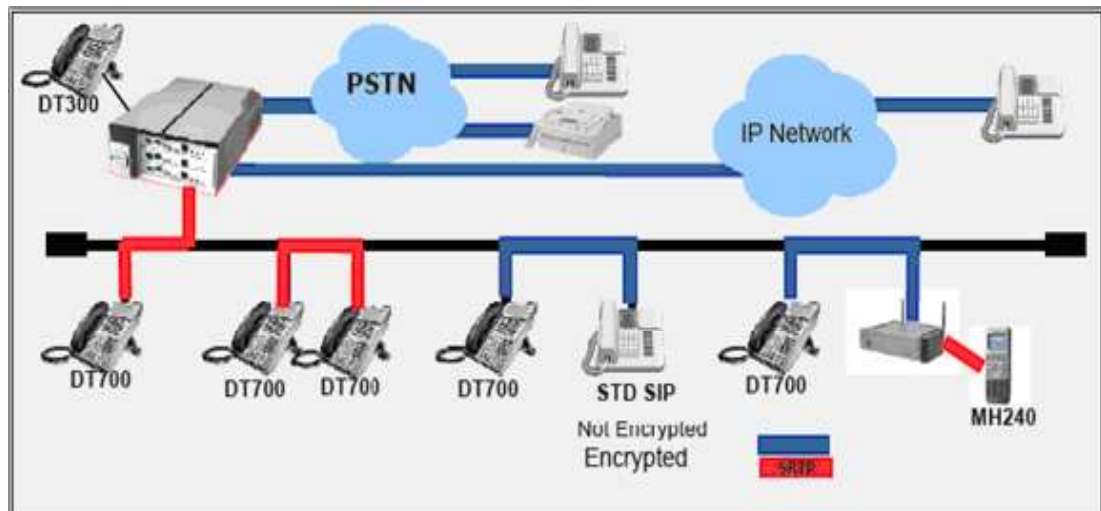 PSTN
DT300
IP Network
DT700
DT700
DT700
DT700
STD SIP
DT700
MH240
Not Encrypted
Encrypted
SRTP